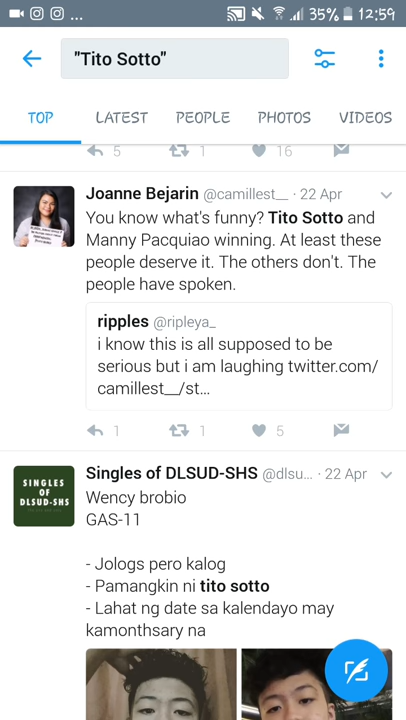 35% 12:59
"Tito Sotto"
TOP LATEST PEOPLE PHOTOS VIDEOS
5 1 16
Joanne Bejarin @camillest__ · 22 Apr
You know what's funny? Tito Sotto and
Manny Pacquiao winning. At least these
people deserve it. The others don't. The
people have spoken.
ripples @ripleya_
i know this is all supposed to be
serious but i am laughing twitter.com/
camillest__/st...
1 1 5
SINGLES
OF
DLSUD-SHS
Singles of DLSUD-SHS @dlsu... · 22 Apr
Wency brobio
GAS-11
- Jologs pero kalog
- Pamangkin ni tito sotto
- Lahat ng date sa kalendayo may
kamonthsary na